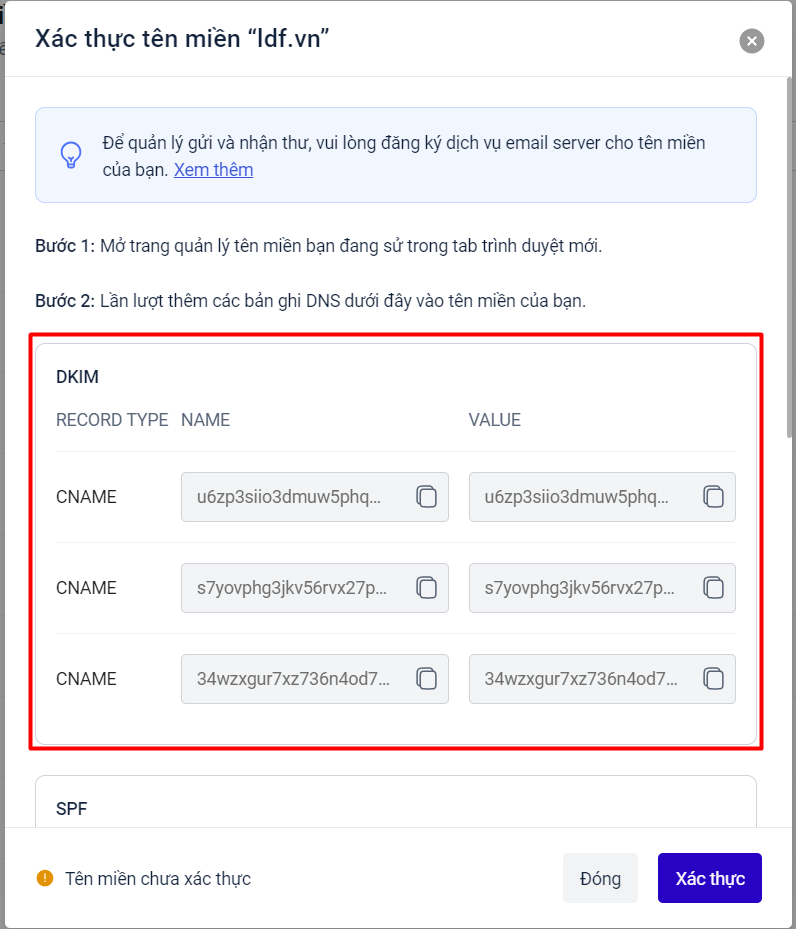 Xác thực tên miền “ldf.vn”
Để quản lý gửi và nhận thư, vui lòng đăng ký dịch vụ email server cho tên miền
của bạn. Xem thêm
Bước 1: Mở trang quản lý tên miền bạn đang sử trong tab trình duyệt mới.
Bước 2: Lần lượt thêm các bản ghi DNS dưới đây vào tên miền của bạn.
DKIM
RECORD TYPE NAME VALUE
CNAME u6zp3siio3dmuw5phq... u6zp3siio3dmuw5phq...
CNAME s7yovphg3jkv56rvx27p... s7yovphg3jkv56rvx27p...
CNAME 34wzxgur7xz736n4od7... 34wzxgur7xz736n4od7...
SPF
Tên miền chưa xác thực Đóng Xác thực